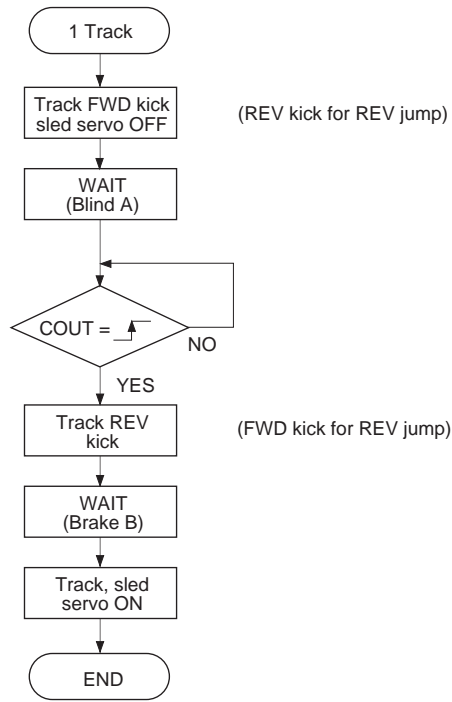 1 Track
Track FWD kick
sled servo OFF
(REV kick for REV jump)
WAIT
(Blind A)
COUT =
NO
YES
Track REV
kick
(FWD kick for REV jump)
WAIT
(Brake B)
Track, sled
servo ON
END